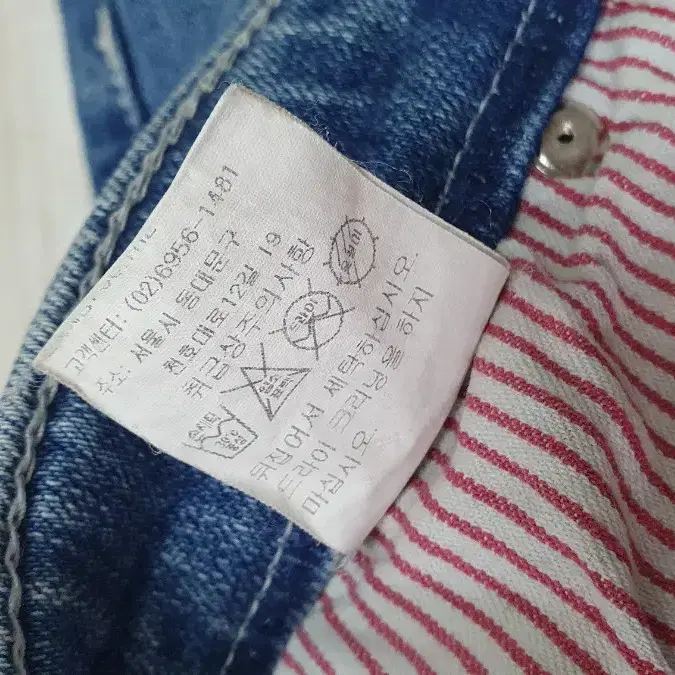 고객센터: (02)6956-1481
주소: 서울시 동대문구
천호대로12길 19
취급상주의사항
뒤집어서 세탁하십시오.
드라이 크리닝을 하지
마십시오.